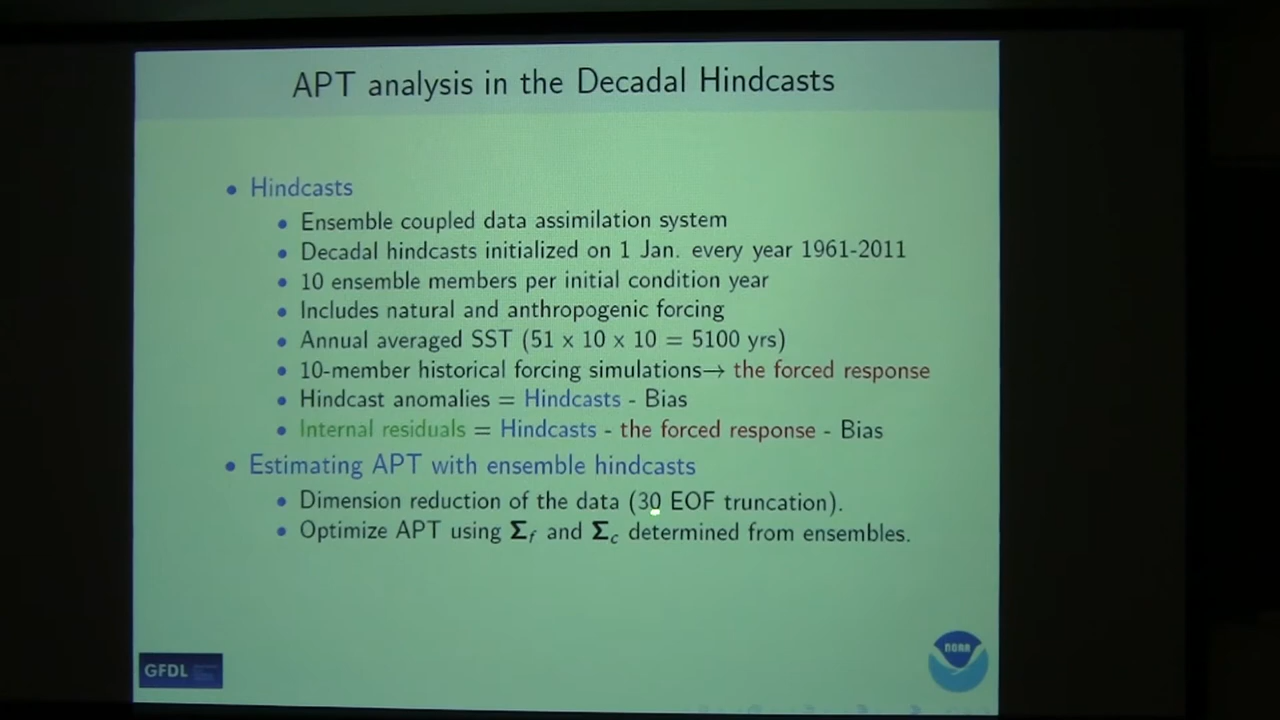 APT analysis in the Decadal Hindcasts
• Hindcasts
• Ensemble coupled data assimilation system
• Decadal hindcasts initialized on 1 Jan. every year 1961-2011
• 10 ensemble members per initial condition year
• Includes natural and anthropogenic forcing
• Annual averaged SST (51 x 10 x 10 = 5100 yrs)
• 10-member historical forcing simulations→ the forced response
• Hindcast anomalies = Hindcasts - Bias
• Internal residuals = Hindcasts - the forced response - Bias
• Estimating APT with ensemble hindcasts
• Dimension reduction of the data (30 EOF truncation).
• Optimize APT using Σf and Σc determined from ensembles.
GFDL
NOAA